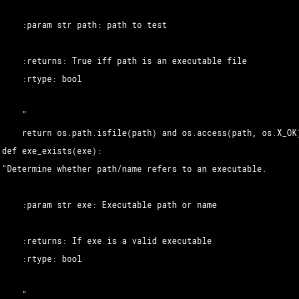 :param str path: path to test
:returns: True iff path is an executable file
:rtype: bool
"
return os.path.isfile(path) and os.access(path, os.X_OK)
def exe_exists(exe):
"Determine whether path/name refers to an executable.
:param str exe: Executable path or name
:returns: If exe is a valid executable
:rtype: bool
"